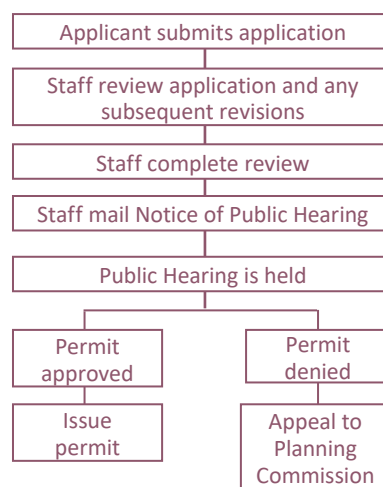 Applicant submits application
Staff review application and any
subsequent revisions
Staff complete review
Staff mail Notice of Public Hearing
Public Hearing is held
Permit
approved
Permit
denied
Issue
permit
Appeal to
Planning
Commission